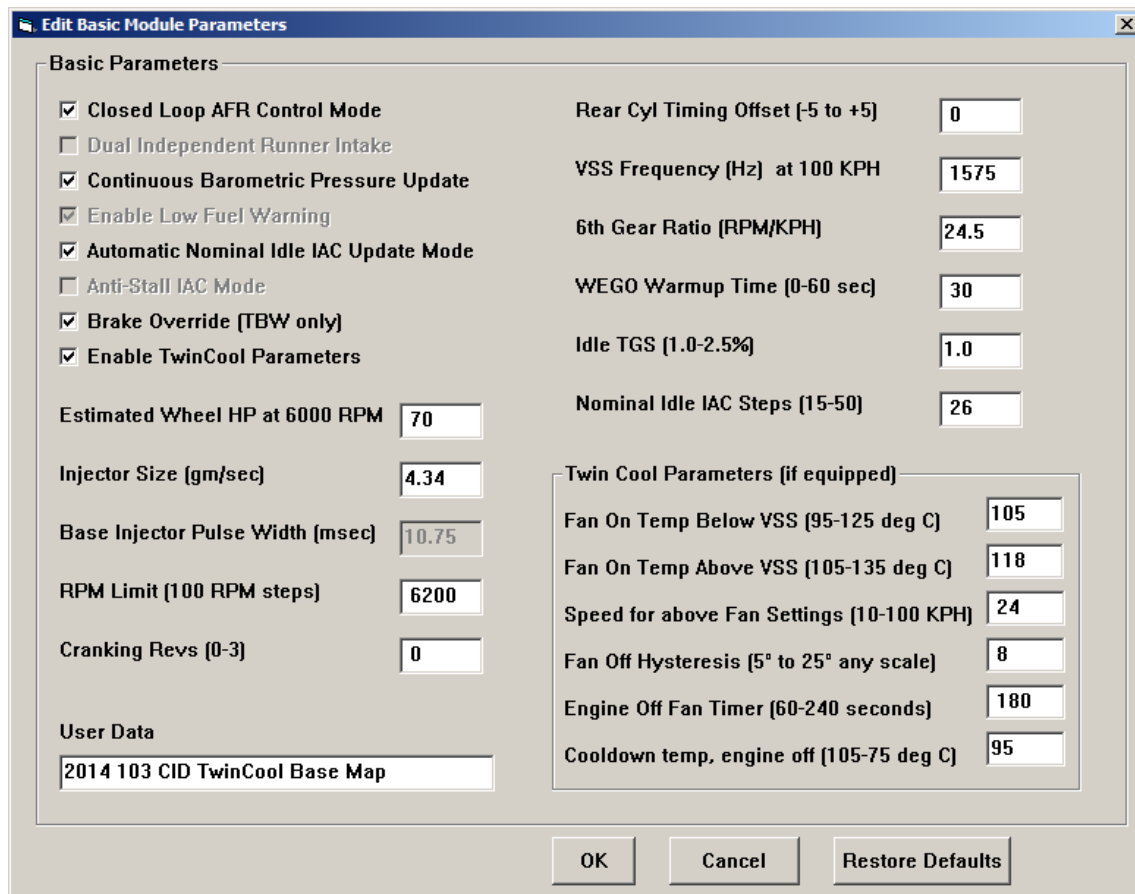 Edit Basic Module Parameters
Basic Parameters
Closed Loop AFR Control Mode
Dual Independent Runner Intake
Continuous Barometric Pressure Update
Enable Low Fuel Warning
Automatic Nominal Idle IAC Update Mode
Anti-Stall IAC Mode
Brake Override (TBW only)
Enable TwinCool Parameters
Estimated Wheel HP at 6000 RPM 70
Injector Size (gm/sec) 4.34
Base Injector Pulse Width (msec) 10.75
RPM Limit (100 RPM steps) 6200
Cranking Revs (0-3) 0
User Data
2014 103 CID TwinCool Base Map
Rear Cyl Timing Offset (-5 to +5) 0
VSS Frequency (Hz) at 100 KPH 1575
6th Gear Ratio (RPM/KPH) 24.5
WEGO Warmup Time (0-60 sec) 30
Idle TGS (1.0-2.5%) 1.0
Nominal Idle IAC Steps (15-50) 26
Twin Cool Parameters (if equipped)
Fan On Temp Below VSS (95-125 deg C) 105
Fan On Temp Above VSS (105-135 deg C) 118
Speed for above Fan Settings (10-100 KPH) 24
Fan Off Hysteresis (5° to 25° any scale) 8
Engine Off Fan Timer (60-240 seconds) 180
Cooldown temp, engine off (105-75 deg C) 95
OK Cancel Restore Defaults